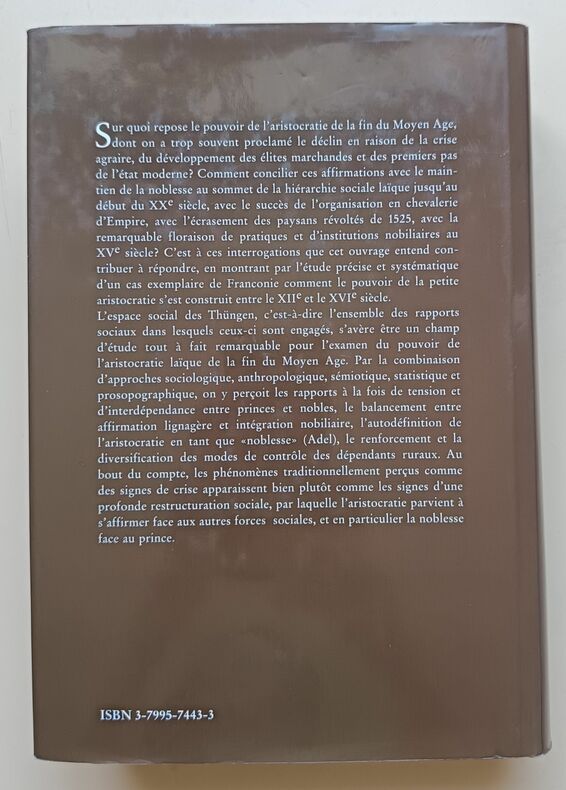 Sur quoi repose le pouvoir de l'aristocratie de la fin du Moyen Age,
dont on a trop souvent proclamé le déclin en raison de la crise
agraire, du développement des élites marchandes et des premiers pas
de l'état moderne? Comment concilier ces affirmations avec le main-
tien de la noblesse au sommet de la hiérarchie sociale laïque jusqu'au
début du XXe siècle, avec le succès de l'organisation en chevalerie
d'Empire, avec l'écrasement des paysans révoltés de 1525, avec la
remarquable floraison de pratiques et d'institutions nobiliaires au
XVe siècle? C'est à ces interrogations que cet ouvrage entend con-
tribuer à répondre, en montrant par l'étude précise et systématique
d'un cas exemplaire de Franconie comment le pouvoir de la petite
aristocratie s'est construit entre le XIIe et le XVIe siècle.
L'espace social des Thüngen, c'est-à-dire l'ensemble des rapports
sociaux dans lesquels ceux-ci sont engagés, s'avère être un champ
d'étude tout à fait remarquable pour l'examen du pouvoir de
l'aristocratie laïque de la fin du Moyen Age. Par la combinaison
d'approches sociologique, anthropologique, sémiotique, statistique et
prosopographique, on y perçoit les rapports à la fois de tension et
d'interdépendance entre princes et nobles, le balancement entre
affirmation lignagère et intégration nobiliaire, l'autodéfinition de
l'aristocratie en tant que «noblesse» (Adel), le renforcement et la
diversification des modes de contrôle des dépendants ruraux. Au
bout du compte, les phénomènes traditionnellement perçus comme
des signes de crise apparaissent bien plutôt comme les signes d'une
profonde restructuration sociale, par laquelle l'aristocratie parvient à
s'affirmer face aux autres forces sociales, et en particulier la noblesse
face au prince.
ISBN 3-7995-7443-3